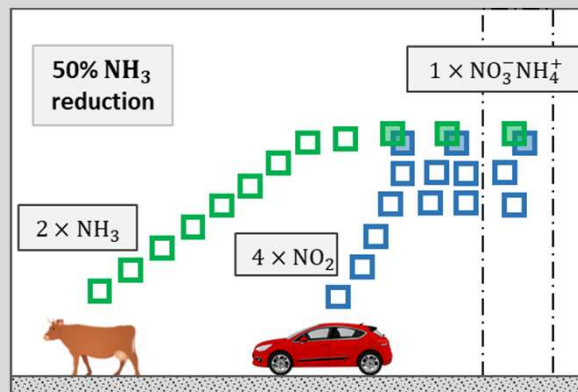 50% NH₃
reduction
1 × NO₃⁻NH₄⁺
2 × NH₃
4 × NO₂